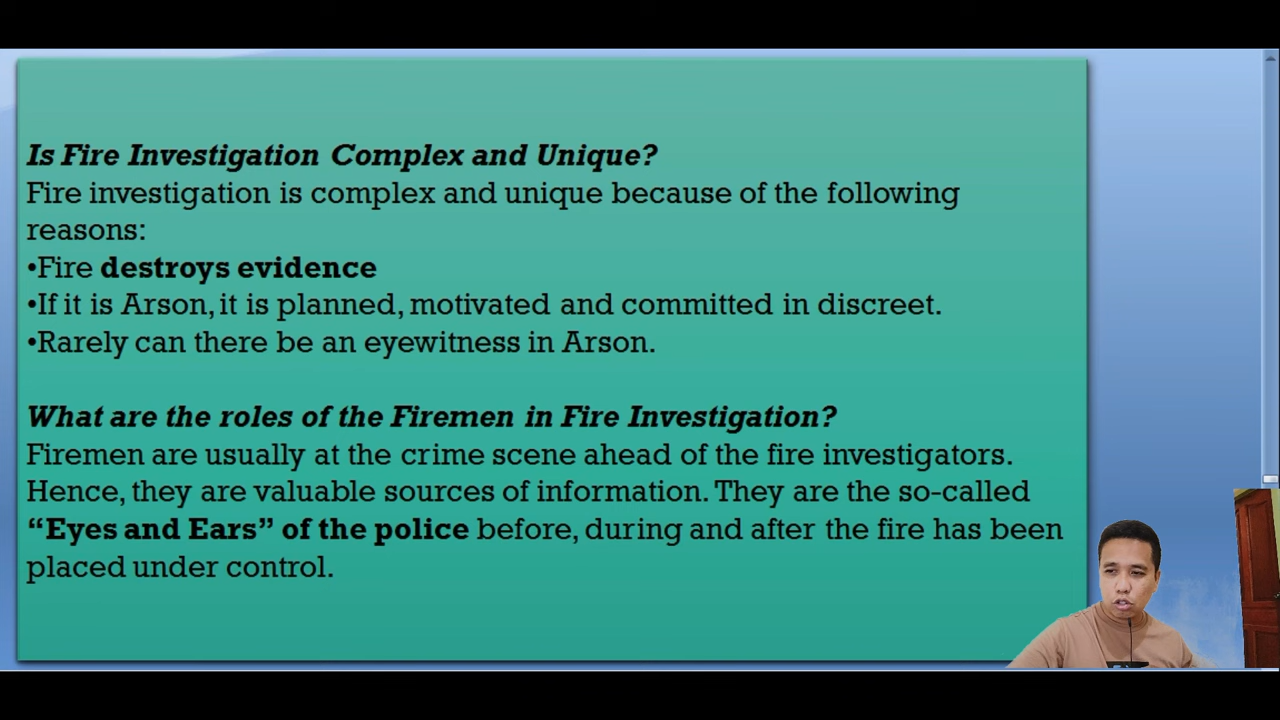 Is Fire Investigation Complex and Unique?
Fire investigation is complex and unique because of the following
reasons:
•Fire destroys evidence
•If it is Arson, it is planned, motivated and committed in discreet.
•Rarely can there be an eyewitness in Arson.
What are the roles of the Firemen in Fire Investigation?
Firemen are usually at the crime scene ahead of the fire investigators.
Hence, they are valuable sources of information. They are the so-called
“Eyes and Ears” of the police before, during and after the fire has been
placed under control.